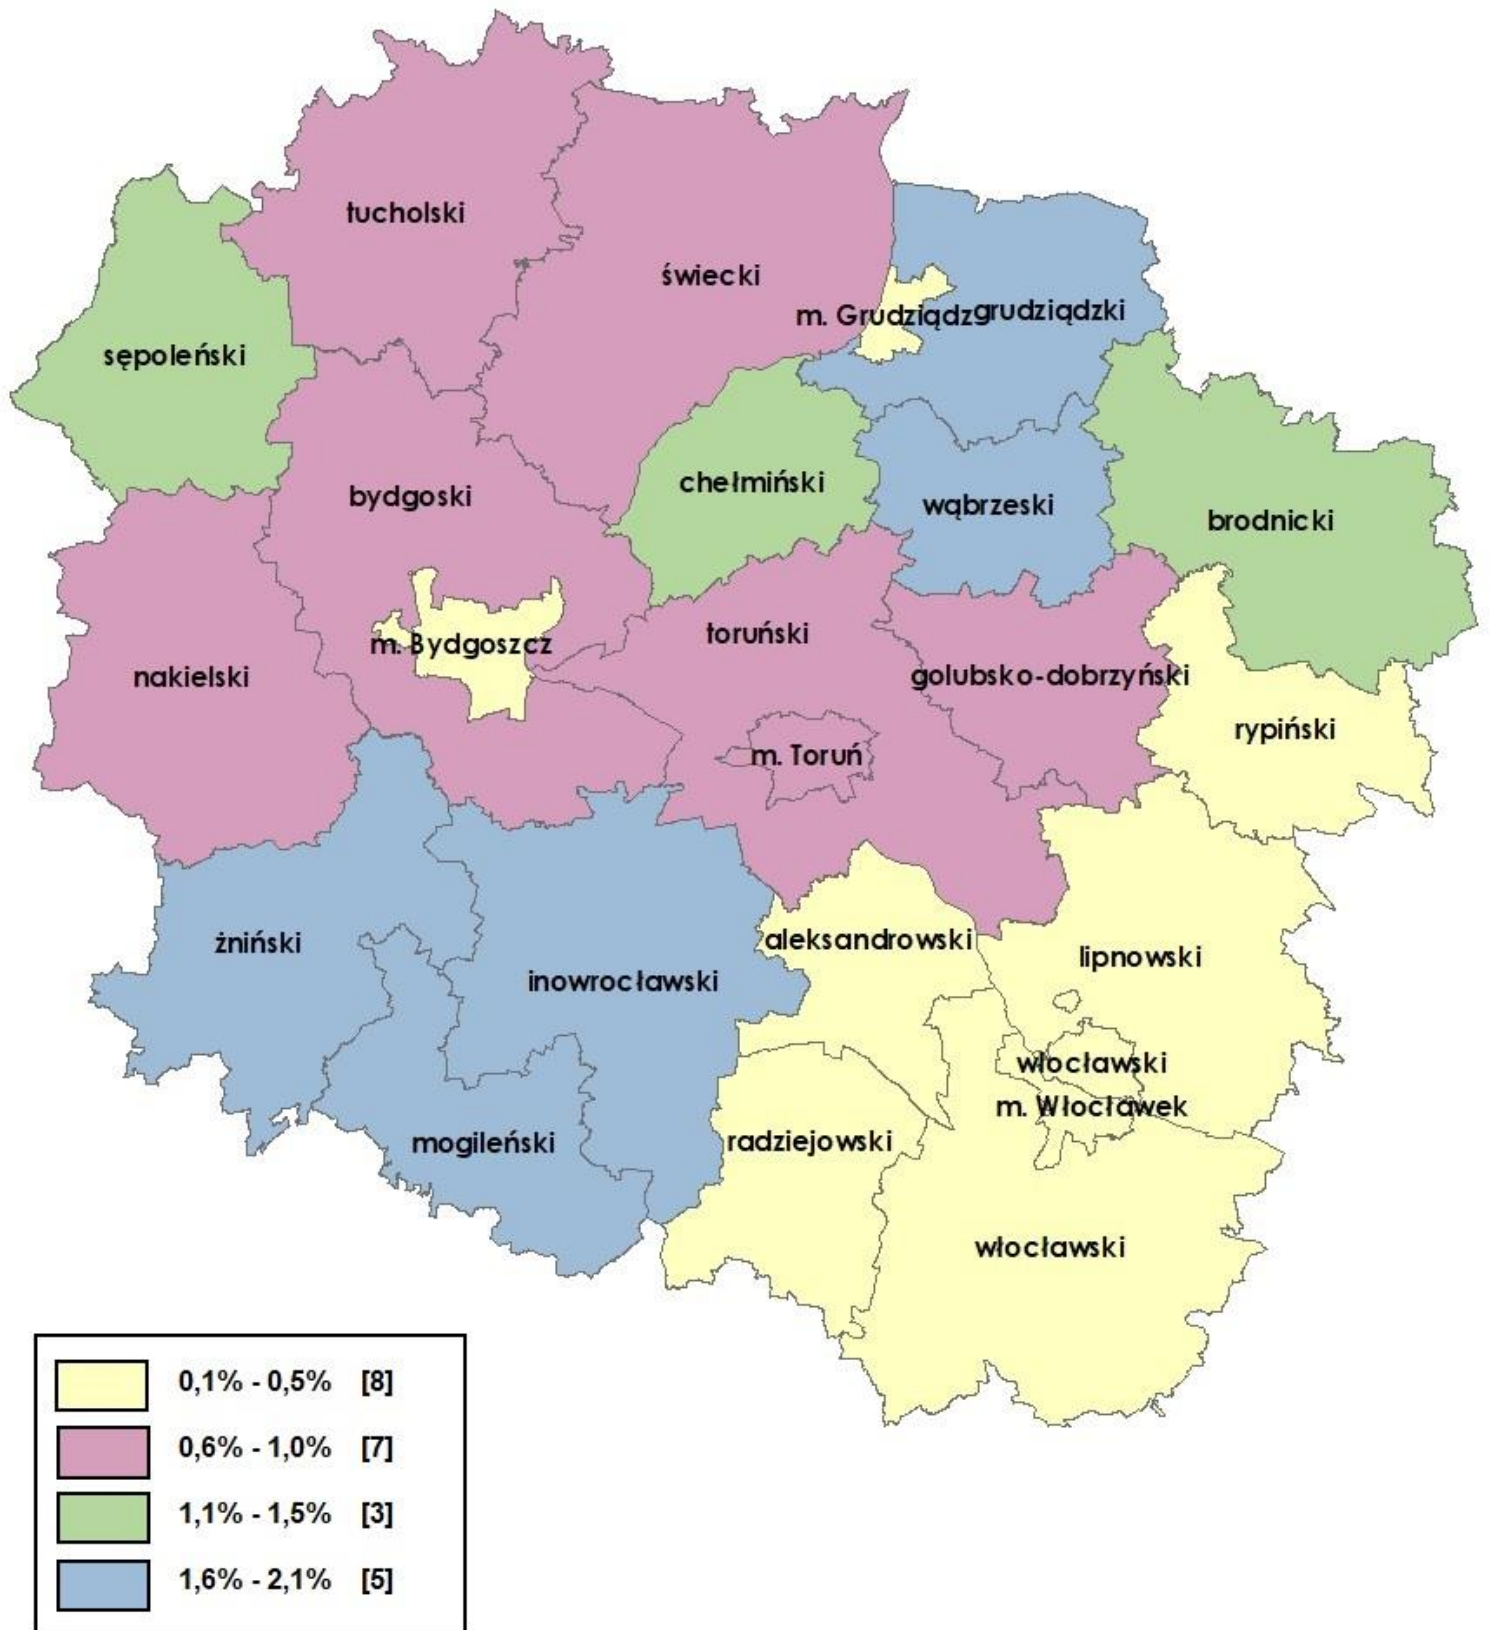 tucholski
świecki
m. Grudziądz
grudziądzki
sępoleński
chełmiński
bydgoski
wąbrzeski
brodnicki
m. Bydgoszcz
toruński
nakielski
golubsko-dobrzyński
rypiński
m. Toruń
żniński
aleksandrowski
lipnowski
inowrocławski
włocławski
m. Włocławek
mogileński
radziejowski
włocławski
0,1% - 0,5% [8]
0,6% - 1,0% [7]
1,1% - 1,5% [3]
1,6% - 2,1% [5]